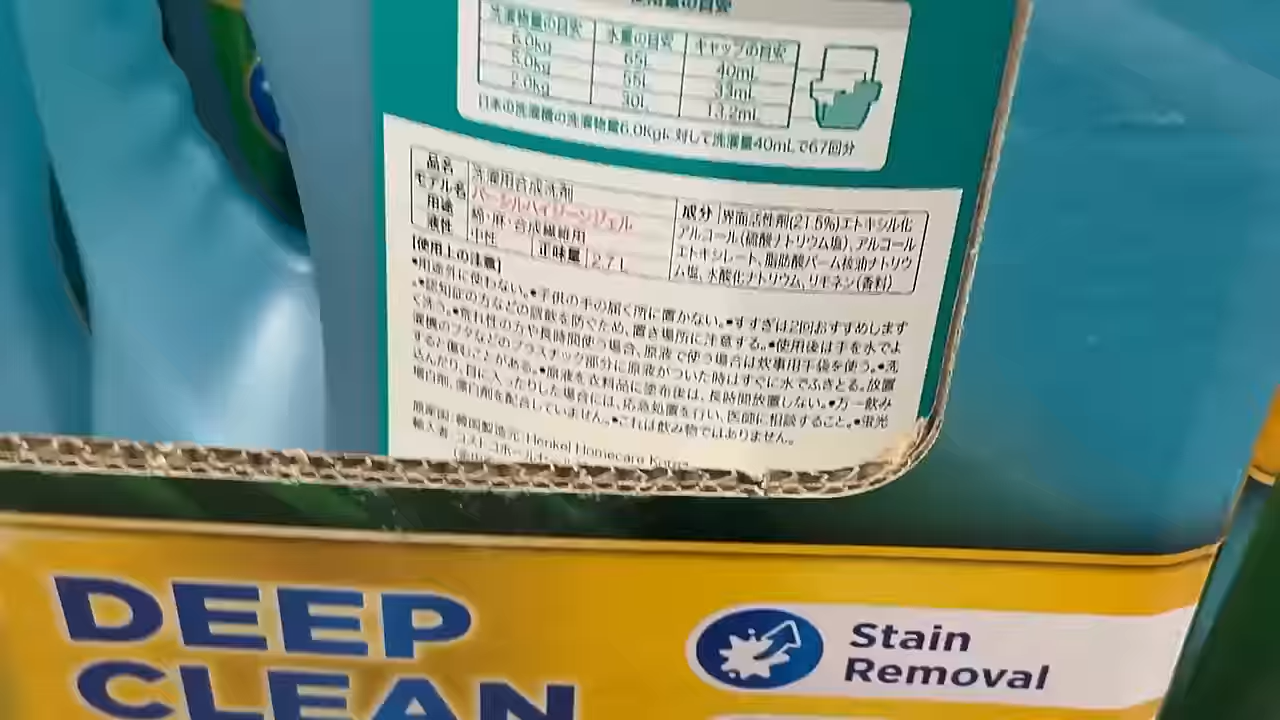 使用量の目安
洗濯物量の目安 水量の目安 キャップの目安
6.0kg 65L 40mL
5.0kg 55L 33mL
2.0kg 30L 13.2mL
日本の洗濯機の洗濯物量6.0Kgに対して洗濯量40mLで67回分
品名 洗濯用合成洗剤
モデル名 パーシルハイジーンジェル
用途 綿・麻・合成繊維用
液性 中性 正味量 2.7L
成分 界面活性剤(21.5%)エトキシル化
アルコール(硫酸ナトリウム塩)、アルコール
エトキシレート、脂肪酸パーム核油ナトリウ
ム塩、水酸化ナトリウム、リモネン(香料)
[使用上の注意]
●用途外に使わない。●子供の手の届く所に置かない。●すすぎは2回おすすめします
。●認知症の方などの誤飲を防ぐため、置き場所に注意する。●使用後は手を水でよ
く洗う。●荒れ性の方や長時間使う場合、原液で使う場合は炊事用手袋を使う。●洗
濯機のフタなどのプラスチック部分に原液がついた時はすぐに水でふきとる。放置
すると傷むことがある。●原液を衣料品に塗布後は、長時間放置しない。●万一飲み
込んだり、目に入ったりした場合には、応急処置を行い、医師に相談すること。●蛍光
増白剤、漂白剤を配合していません。●これは飲み物ではありません。
原産国: 韓国製造元: Henkel Homecare Korea
輸入者: コストコホールセール
DEEP
CLEAN
Stain
Removal